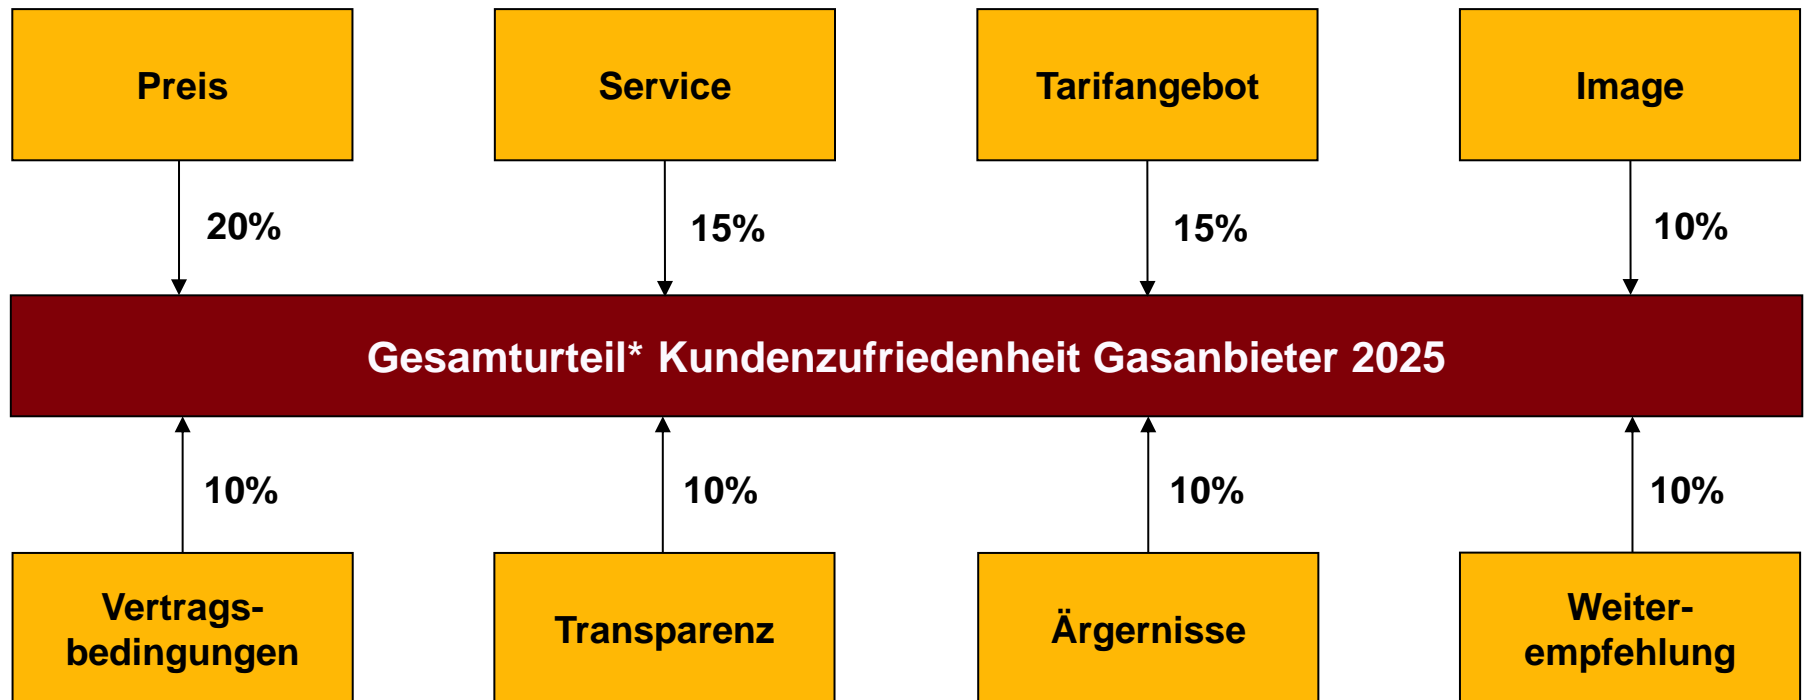 Preis
Service
Tarifangebot
Image
20%
15%
15%
10%
Gesamturteil* Kundenzufriedenheit Gasanbieter 2025
10%
10%
10%
10%
Vertrags-
bedingungen
Transparenz
Ärgernisse
Weiter-
empfehlung